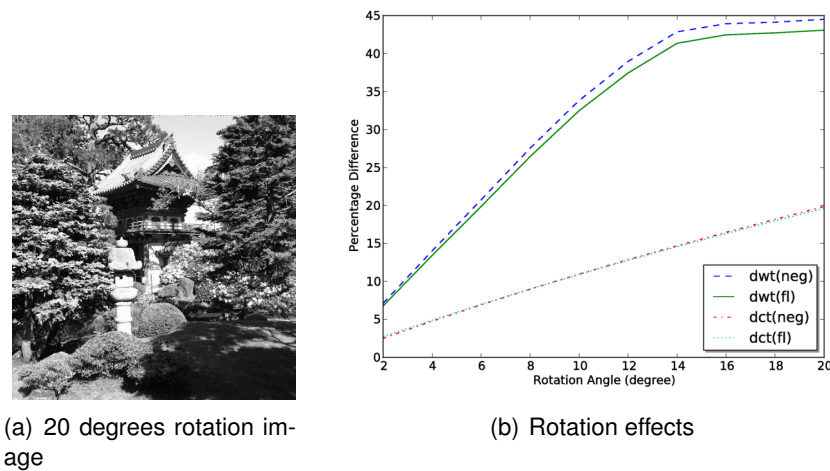 45
40
35
30
25
20
15
10
5
0
Percentage Difference
dwt(neg)
dwt(fl)
dct(neg)
dct(fl)
2 4 6 8 10 12 14 16 18 20
Rotation Angle (degree)
(a) 20 degrees rotation im-
age
(b) Rotation effects